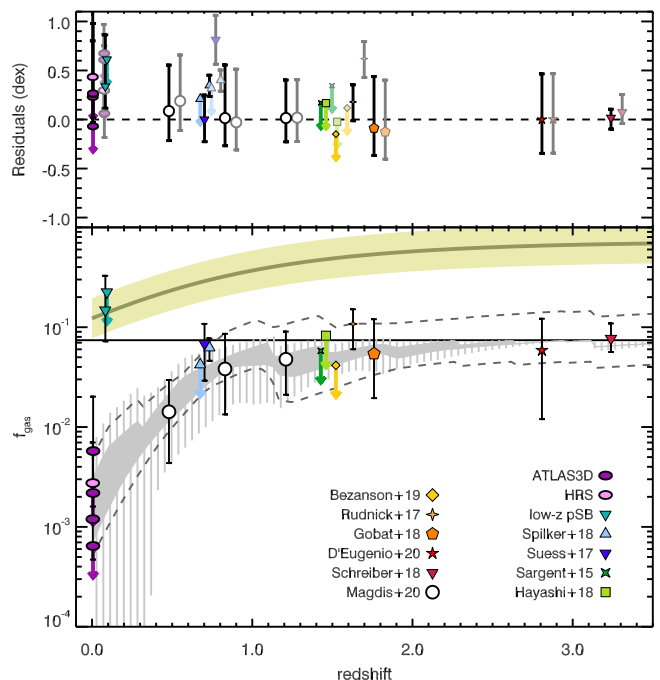 1.0
0.5
0.0
-0.5
-1.0
Residuals (dex)
10⁻¹
10⁻²
10⁻³
10⁻⁴
f_gas
Bezanson+19
Rudnick+17
Gobat+18
D'Eugenio+20
Schreiber+18
Magdis+20
ATLAS3D
HRS
low-z pSB
Spilker+18
Suess+17
Sargent+15
Hayashi+18
0.0 1.0 2.0 3.0
redshift